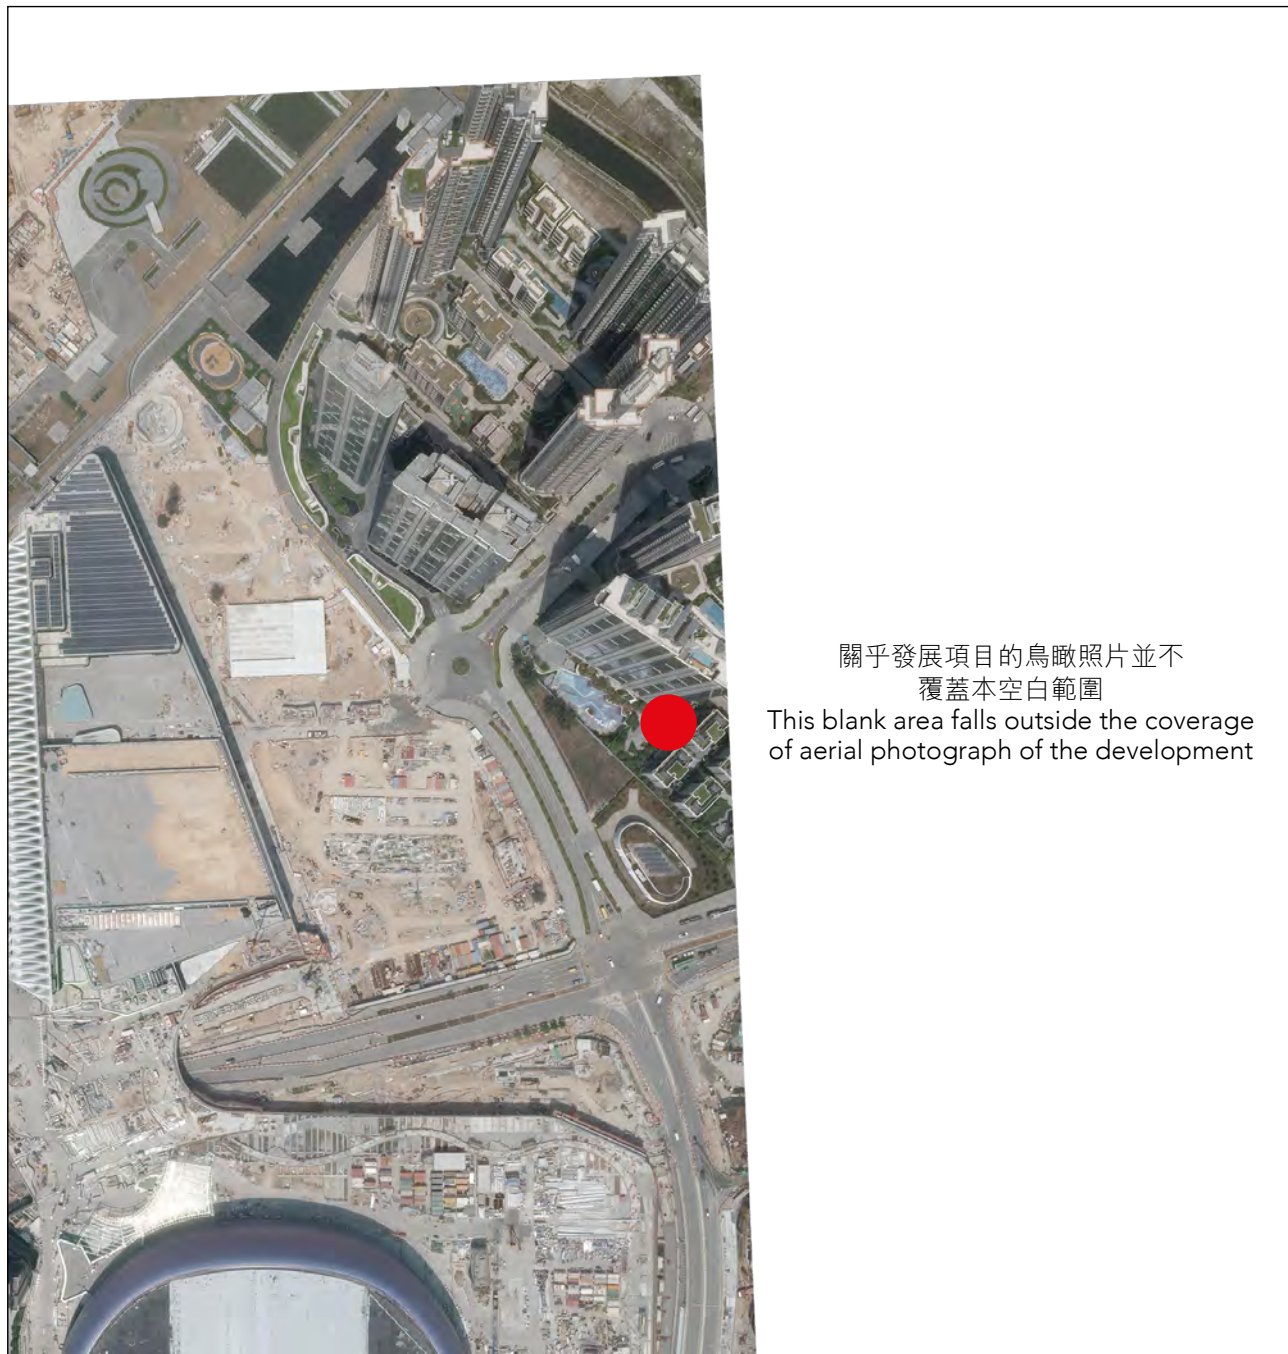 關乎發展項目的鳥瞰照片並不
覆蓋本空白範圍
This blank area falls outside the coverage
of aerial photograph of the development